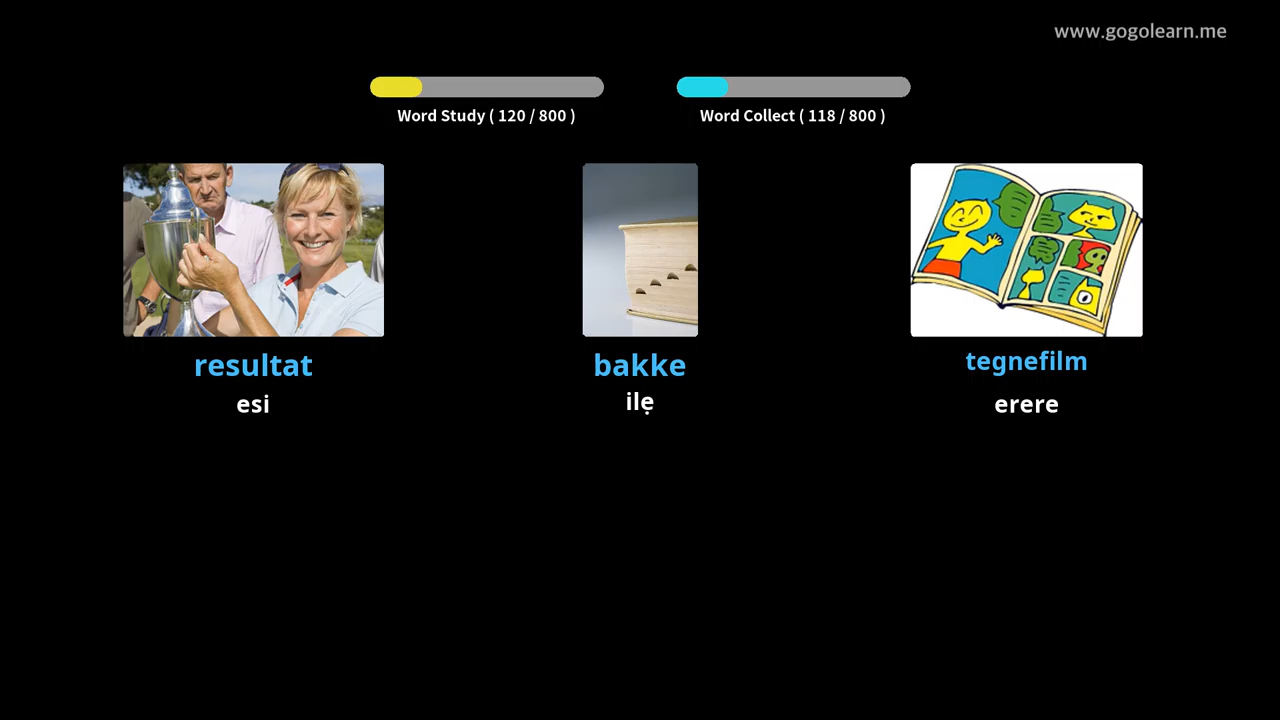 www.gogolearn.me
Word Study ( 120 / 800 )
Word Collect ( 118 / 800 )
resultat
bakke
tegnefilm
esi
ilẹ
erere